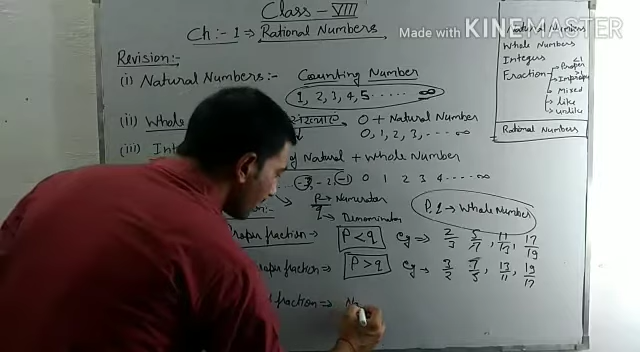 Class - VIII
Ch:- 1 ⇒ Rational Numbers
Made with KINEMASTER
Revision:-
(i) Natural Numbers:- Counting Number
1, 2, 3, 4, 5 ...... ∞
(ii) Whole → 0 + Natural Number
0, 1, 2, 3, ..... ∞
(iii) Int of Natural + Whole Number
... -3, -2, -1, 0 1 2 3 4 ..... ∞
p/q → Numerator
→ Denominator
P, q → Whole Number
fraction → P < q Eg ⇒ 2/3, 5/7, 11/13, 17/19
fraction ⇒ P > q Eg → 3/2, 7/5, 13/11, 19/17
fraction ⇒ N
Natural Numbers
Whole Numbers
Integers
Fraction
Proper <1
Improper >1
Mixed
like
unlike
Rational Numbers